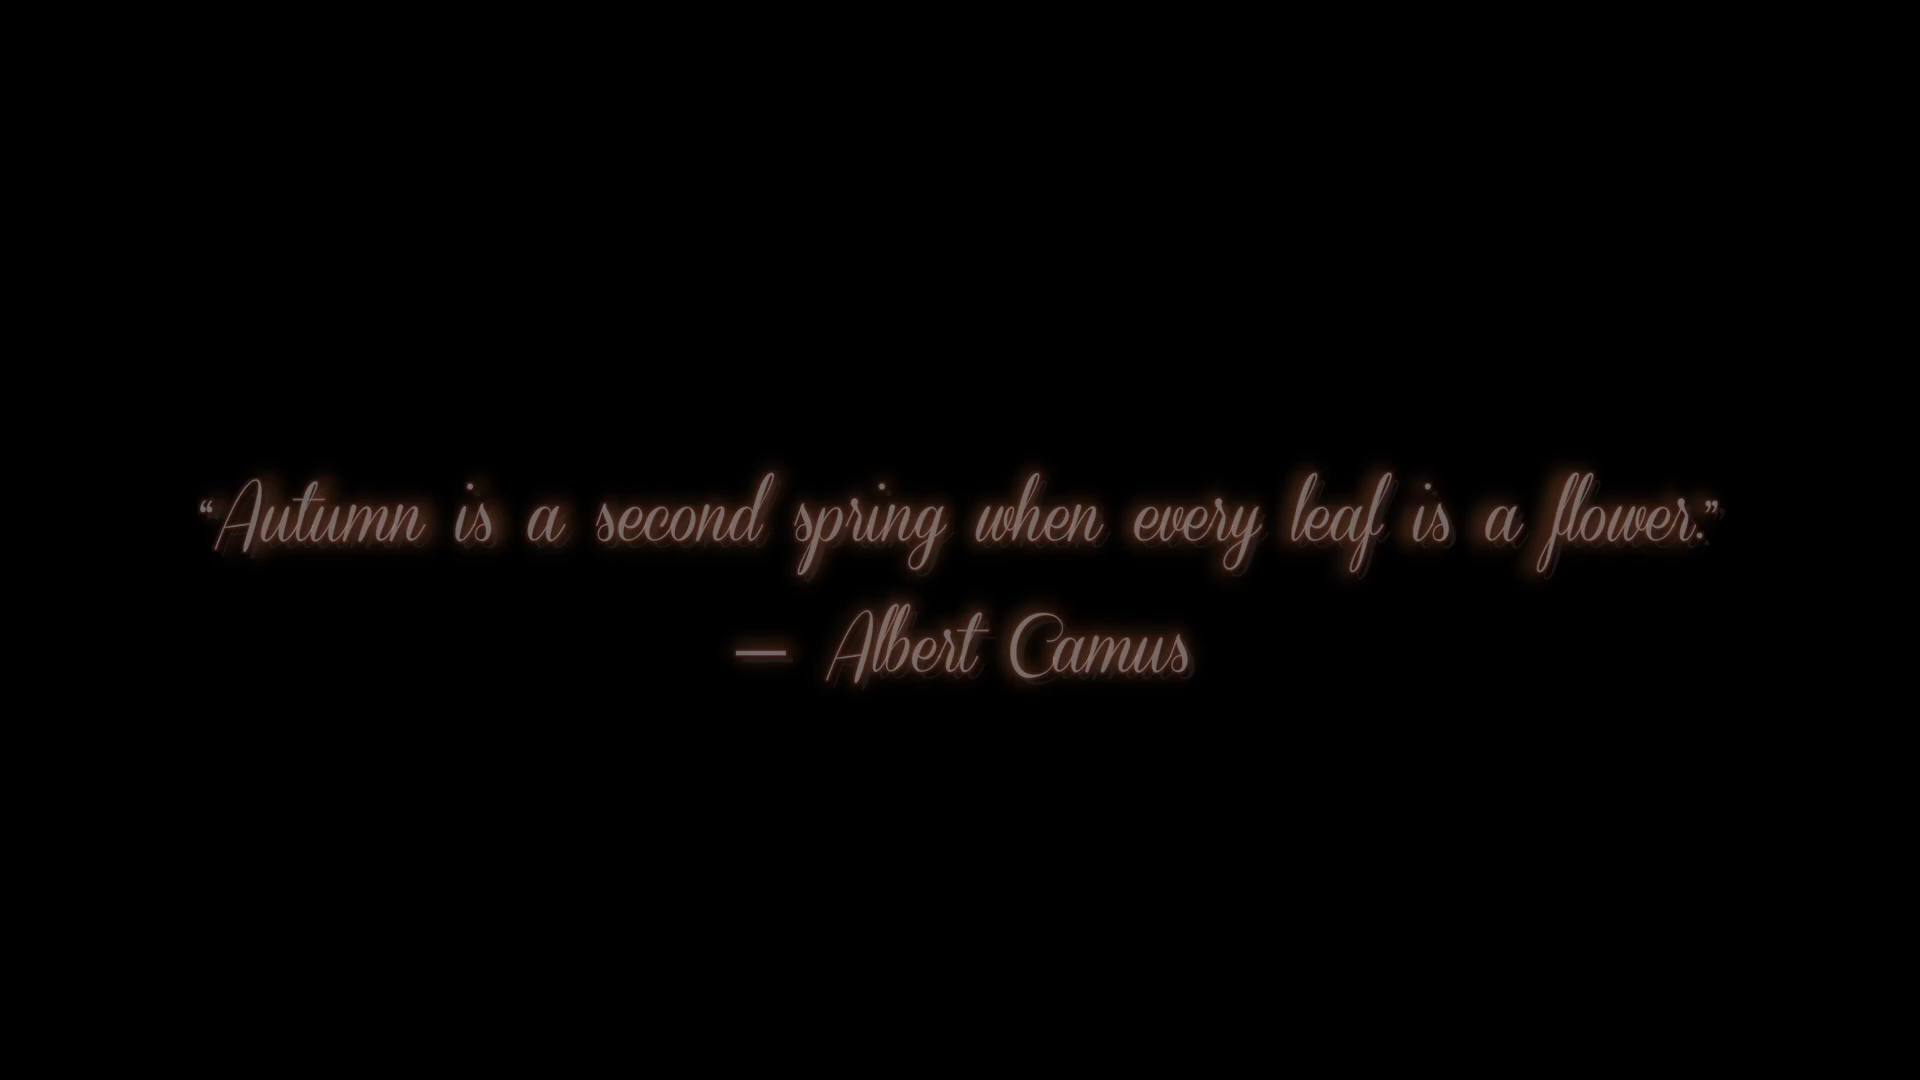 “Autumn is a second spring when every leaf is a flower.”
— Albert Camus